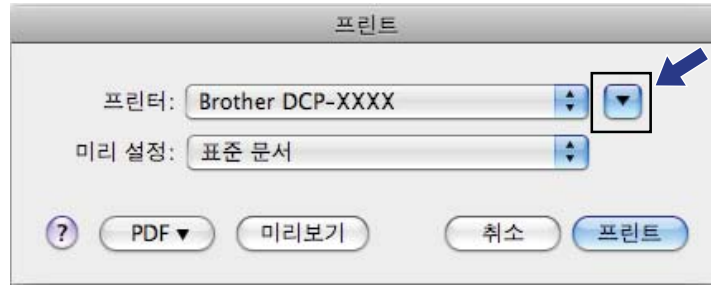 프린트
프린터: Brother DCP-XXXX
미리 설정: 표준 문서
? PDF ▼ 미리보기 취소 프린트